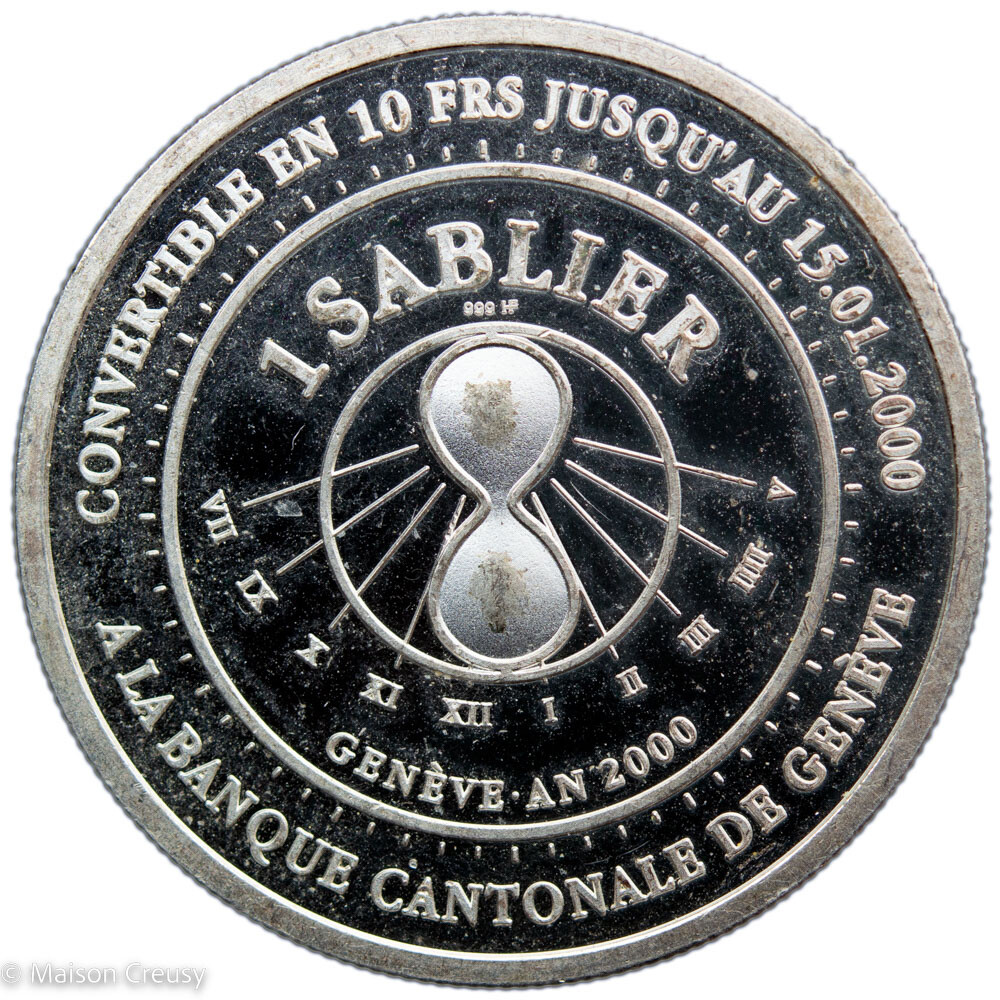 CONVERTIBLE EN 10 FRS JUSQU'AU 15.01.2000
A LA BANQUE CANTONALE DE GENÈVE
1 SABLIER
999 HF
VII IX X XI XII I II III IIII V
GENÈVE · AN 2000
© Maison Creusy